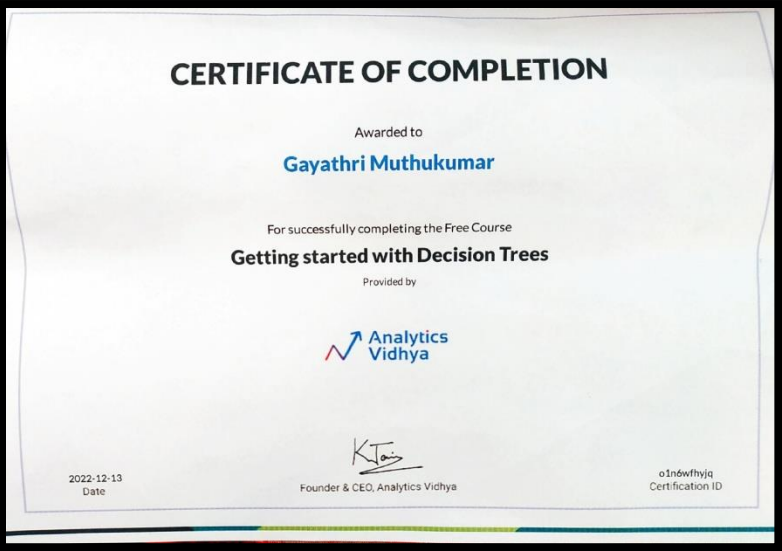 CERTIFICATE OF COMPLETION
Awarded to
Gayathri Muthukumar
For successfully completing the Free Course
Getting started with Decision Trees
Provided by
Analytics
Vidhya
K.Jain
2022-12-13
Date
Founder & CEO, Analytics Vidhya
o1n6wfhyjq
Certification ID